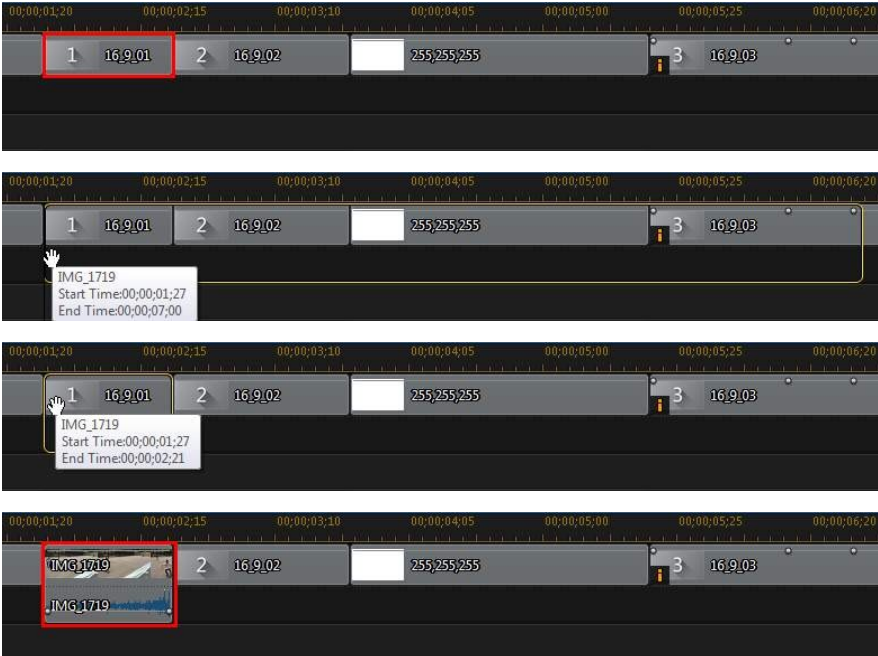 00;00;01;20 00;00;02;15 00;00;03;10 00;00;04;05 00;00;05;00 00;00;05;25 00;00;06;20
1 16_9_01 2 16_9_02 255;255;255 3 16_9_03
00;00;01;20 00;00;02;15 00;00;03;10 00;00;04;05 00;00;05;00 00;00;05;25 00;00;06;20
1 16_9_01 2 16_9_02 255;255;255 3 16_9_03
IMG_1719
Start Time:00;00;01;27
End Time:00;00;07;00
00;00;01;20 00;00;02;15 00;00;03;10 00;00;04;05 00;00;05;00 00;00;05;25 00;00;06;20
1 16_9_01 2 16_9_02 255;255;255 3 16_9_03
IMG_1719
Start Time:00;00;01;27
End Time:00;00;02;21
00;00;01;20 00;00;02;15 00;00;03;10 00;00;04;05 00;00;05;00 00;00;05;25 00;00;06;20
IMG_1719 2 16_9_02 255;255;255 3 16_9_03
IMG_1719